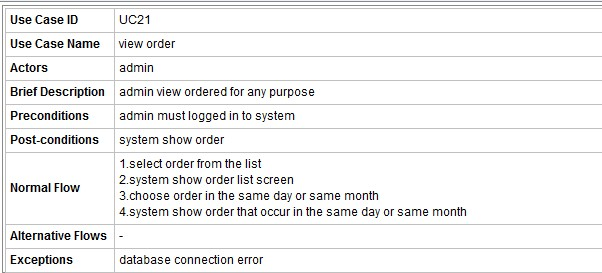 Use Case ID UC21
Use Case Name view order
Actors admin
Brief Description admin view ordered for any purpose
Preconditions admin must logged in to system
Post-conditions system show order
Normal Flow
1.select order from the list
2.system show order list screen
3.choose order in the same day or same month
4.system show order that occur in the same day or same month
Alternative Flows -
Exceptions database connection error